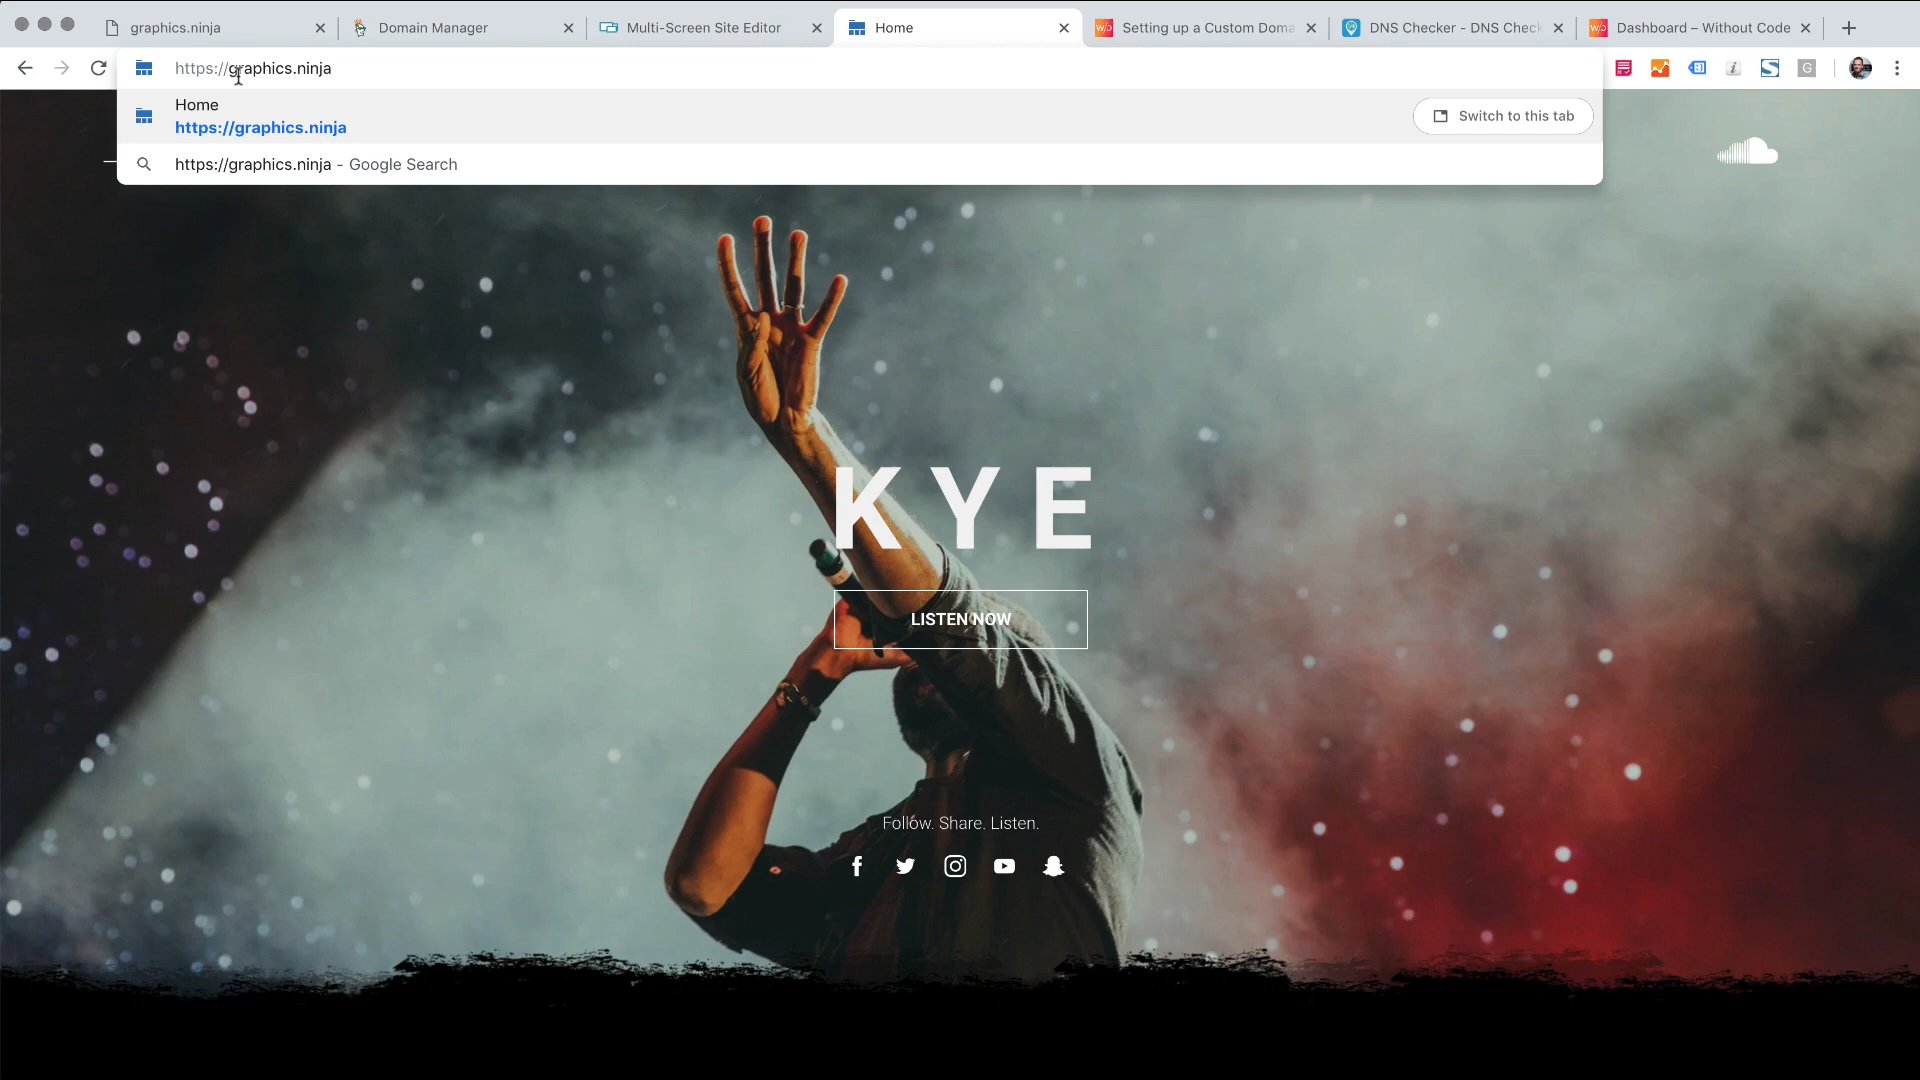 graphics.ninja
Domain Manager
Multi-Screen Site Editor
Home
Setting up a Custom Doma
DNS Checker - DNS Check
Dashboard – Without Code
https://graphics.ninja
Home
https://graphics.ninja
Switch to this tab
https://graphics.ninja - Google Search
KYE
LISTEN NOW
Follow. Share. Listen.